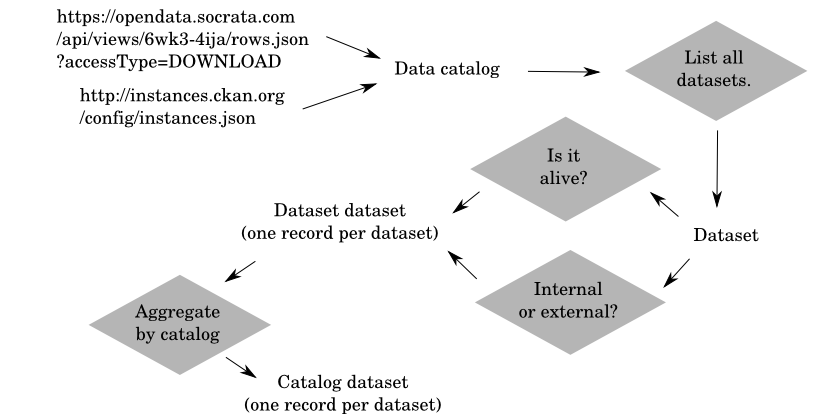 https://opendata.socrata.com
/api/views/6wk3-4ija/rows.json
?accessType=DOWNLOAD
http://instances.ckan.org
/config/instances.json
Data catalog
List all
datasets.
Dataset
Is it
alive?
Internal
or external?
Dataset dataset
(one record per dataset)
Aggregate
by catalog
Catalog dataset
(one record per dataset)